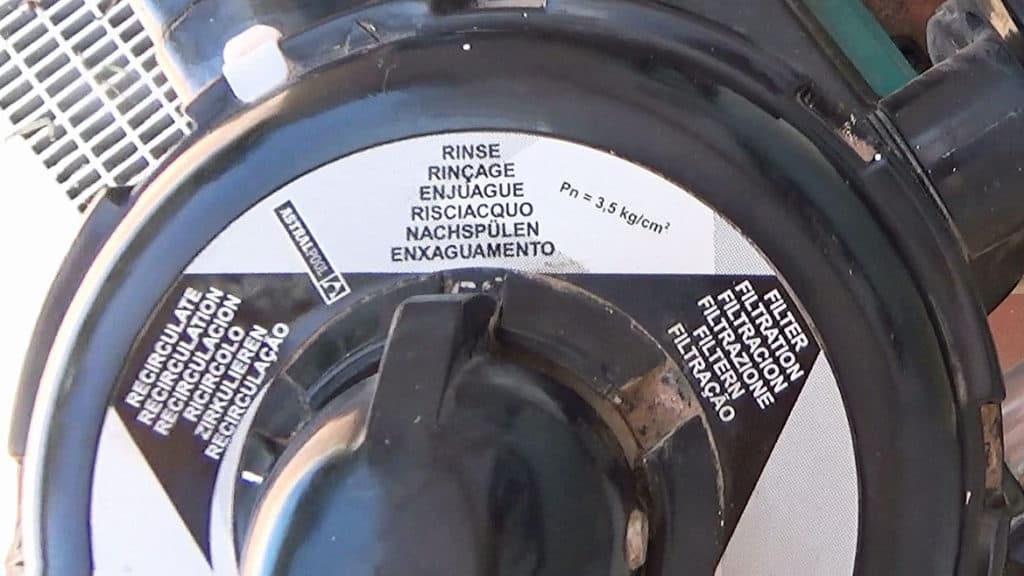 RINSE
RINÇAGE
ENJUAGUE
RISCIACQUO
NACHSPÜLEN
ENXAGUAMENTO
Pn = 3,5 kg/cm²
ASTRALPOOL
RECIRCULATE
RECIRCULATION
RECIRCULACION
RICIRCOLO
ZIRKULIEREN
RECIRCULAÇÃO
FILTER
FILTRATION
FILTRACIÓN
FILTRAZIONE
FILTERN
FILTRAÇÃO